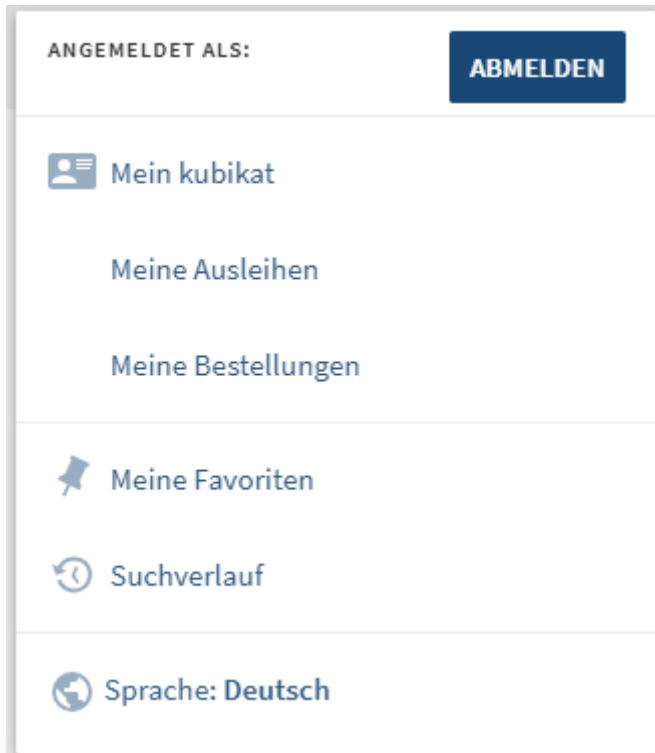 ANGEMELDET ALS:
ABMELDEN
Mein kubikat
Meine Ausleihen
Meine Bestellungen
Meine Favoriten
Suchverlauf
Sprache: Deutsch